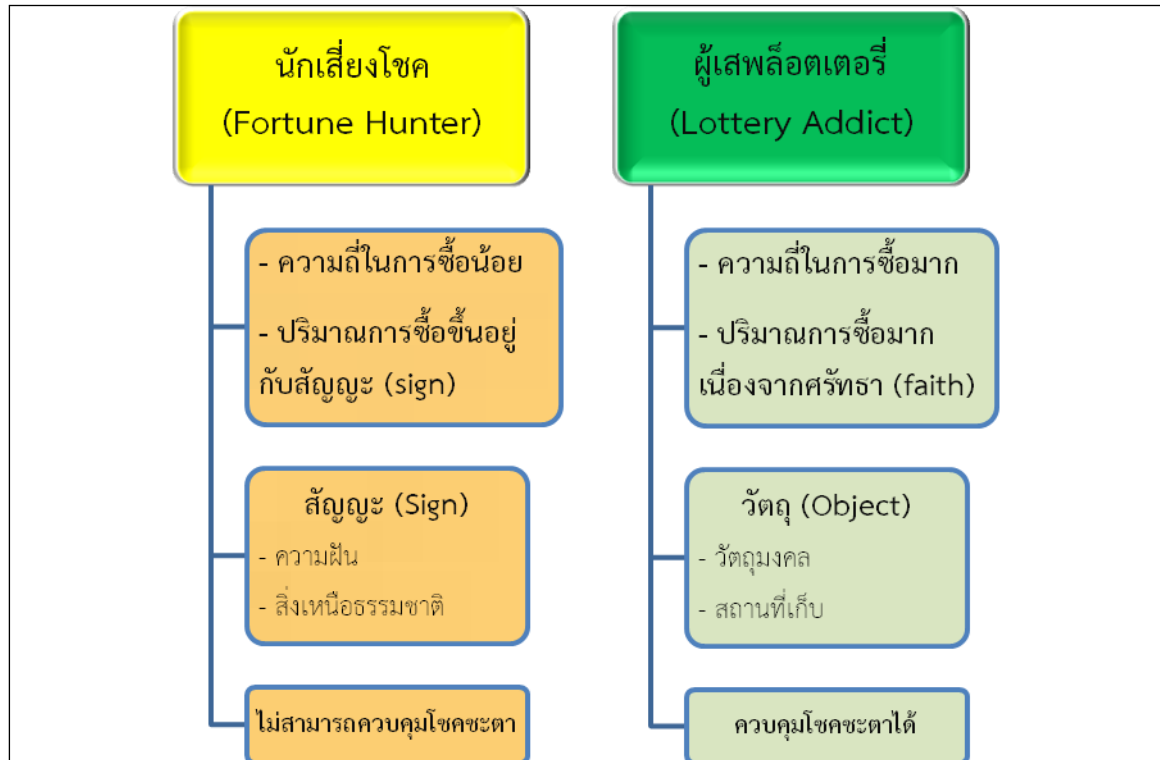 นักเสี่ยงโชค
(Fortune Hunter)
- ความถี่ในการซื้อน้อย
- ปริมาณการซื้อขึ้นอยู่
กับสัญญะ (sign)
สัญญะ (Sign)
- ความฝัน
- สิ่งเหนือธรรมชาติ
ไม่สามารถควบคุมโชคชะตา
ผู้เสพล็อตเตอรี่
(Lottery Addict)
- ความถี่ในการซื้อมาก
- ปริมาณการซื้อมาก
เนื่องจากศรัทธา (faith)
วัตถุ (Object)
- วัตถุมงคล
- สถานที่เก็บ
ควบคุมโชคชะตาได้